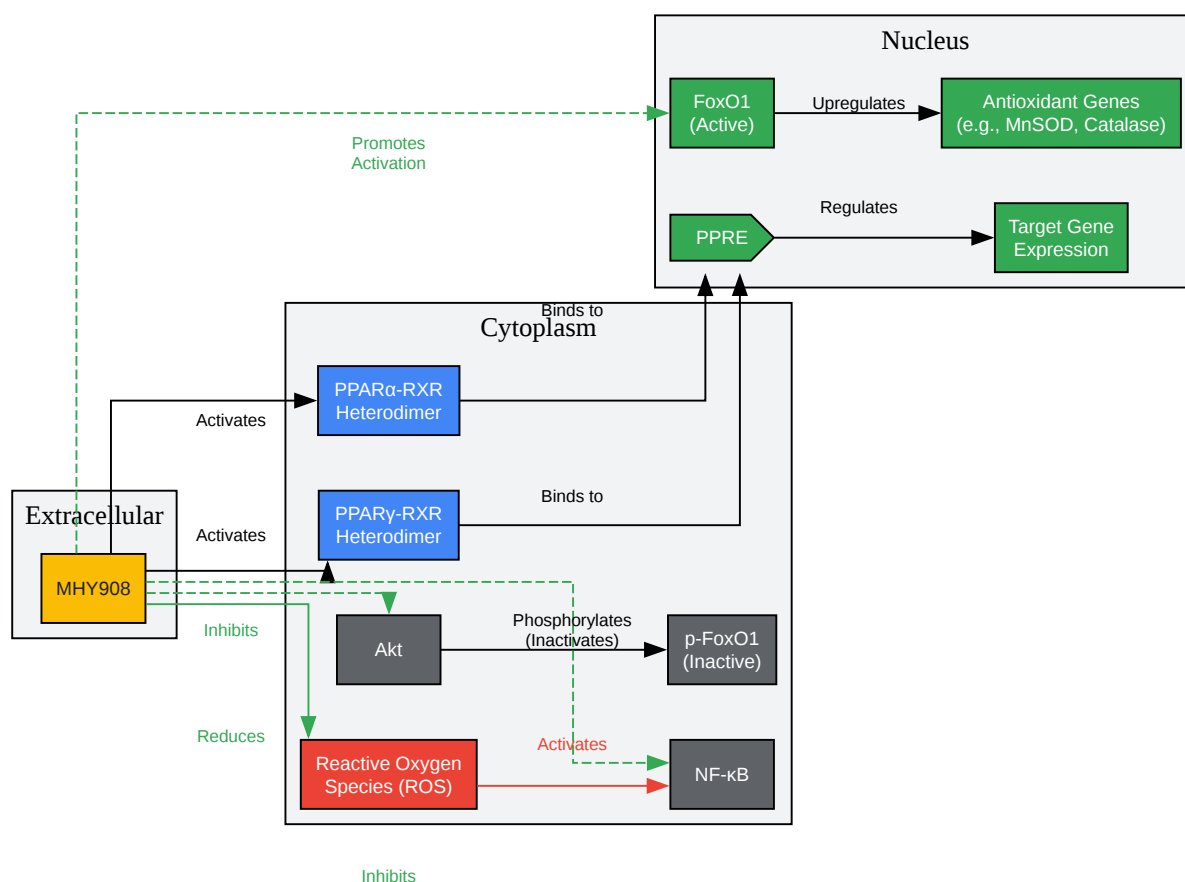 Nucleus
FoxO1
(Active)
Upregulates
Antioxidant Genes
(e.g., MnSOD, Catalase)
Promotes
Activation
PPRE
Regulates
Target Gene
Expression
Binds to
Cytoplasm
PPARα-RXR
Heterodimer
Activates
Extracellular
MHY908
Activates
PPARγ-RXR
Heterodimer
Binds to
Inhibits
Akt
Phosphorylates
(Inactivates)
p-FoxO1
(Inactive)
Reduces
Reactive Oxygen
Species (ROS)
Activates
NF-κB
Inhibits